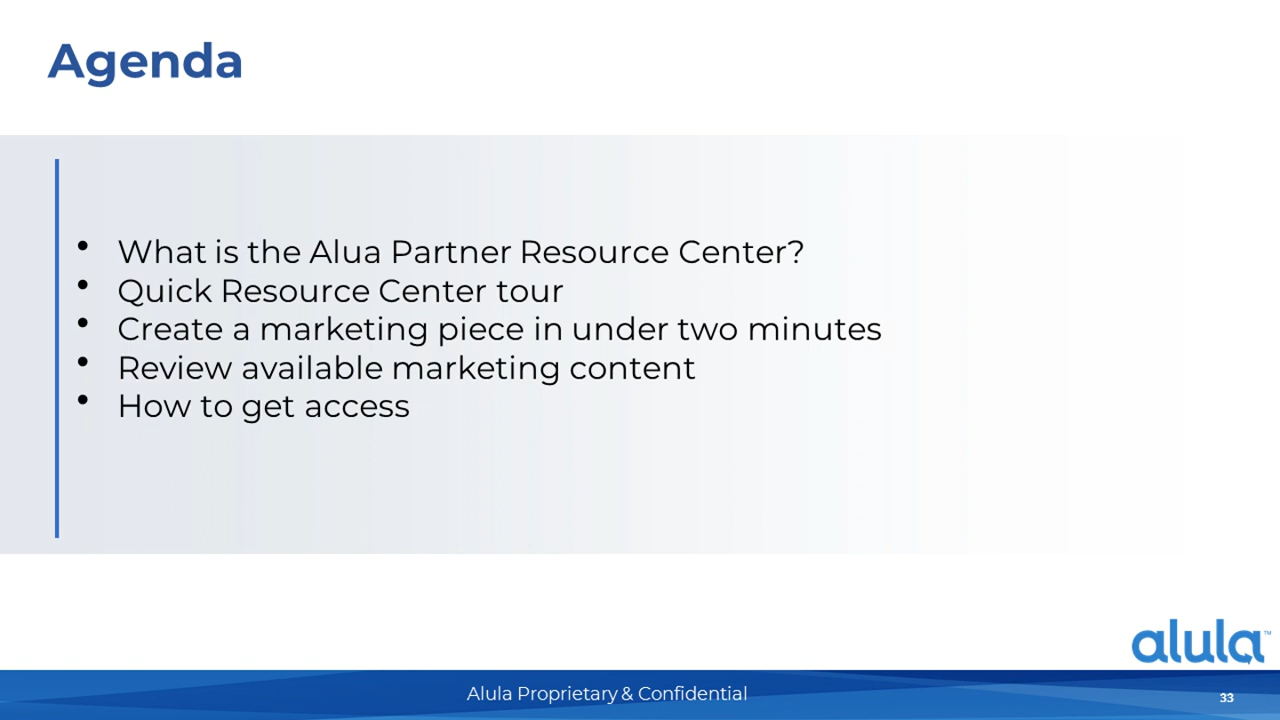 Agenda
• What is the Alua Partner Resource Center?
• Quick Resource Center tour
• Create a marketing piece in under two minutes
• Review available marketing content
• How to get access
alula™
Alula Proprietary & Confidential
33